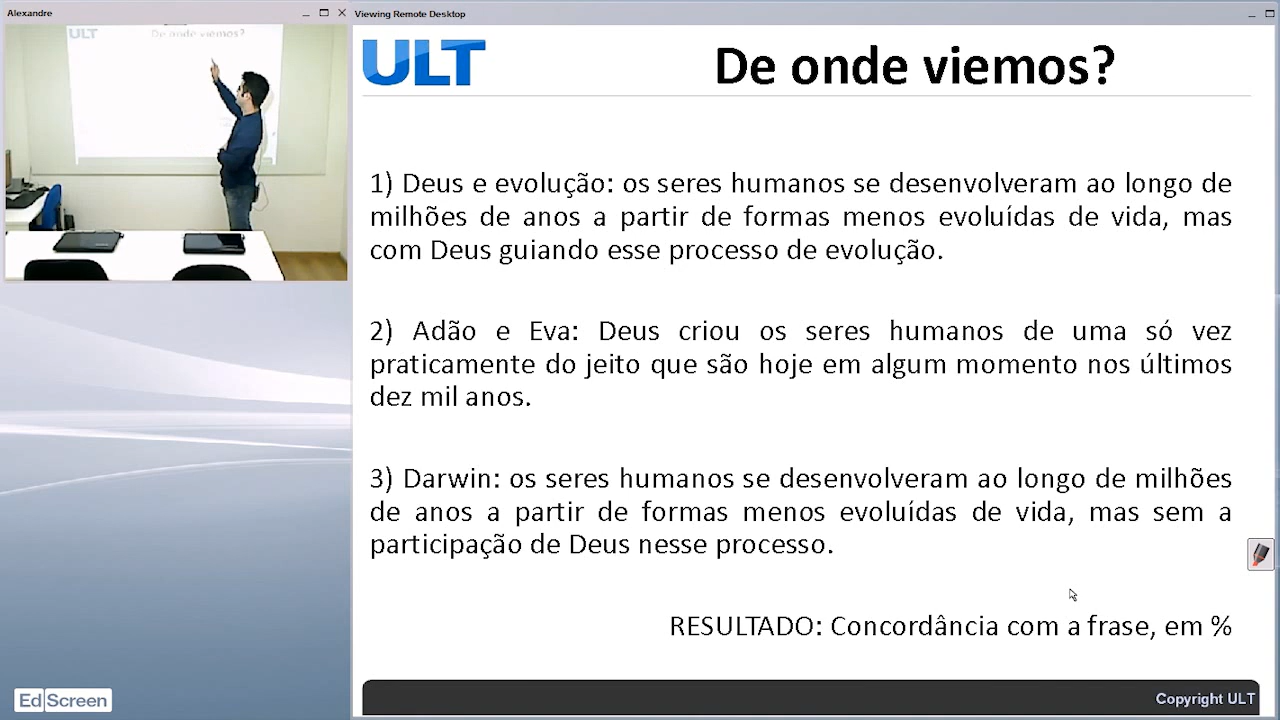 Alexandre
Viewing Remote Desktop
ULT
De onde viemos?
ULT
De onde viemos?
1) Deus e evolução: os seres humanos se desenvolveram ao longo de
milhões de anos a partir de formas menos evoluídas de vida, mas
com Deus guiando esse processo de evolução.
2) Adão e Eva: Deus criou os seres humanos de uma só vez
praticamente do jeito que são hoje em algum momento nos últimos
dez mil anos.
3) Darwin: os seres humanos se desenvolveram ao longo de milhões
de anos a partir de formas menos evoluídas de vida, mas sem a
participação de Deus nesse processo.
RESULTADO: Concordância com a frase, em %
EdScreen
Copyright ULT